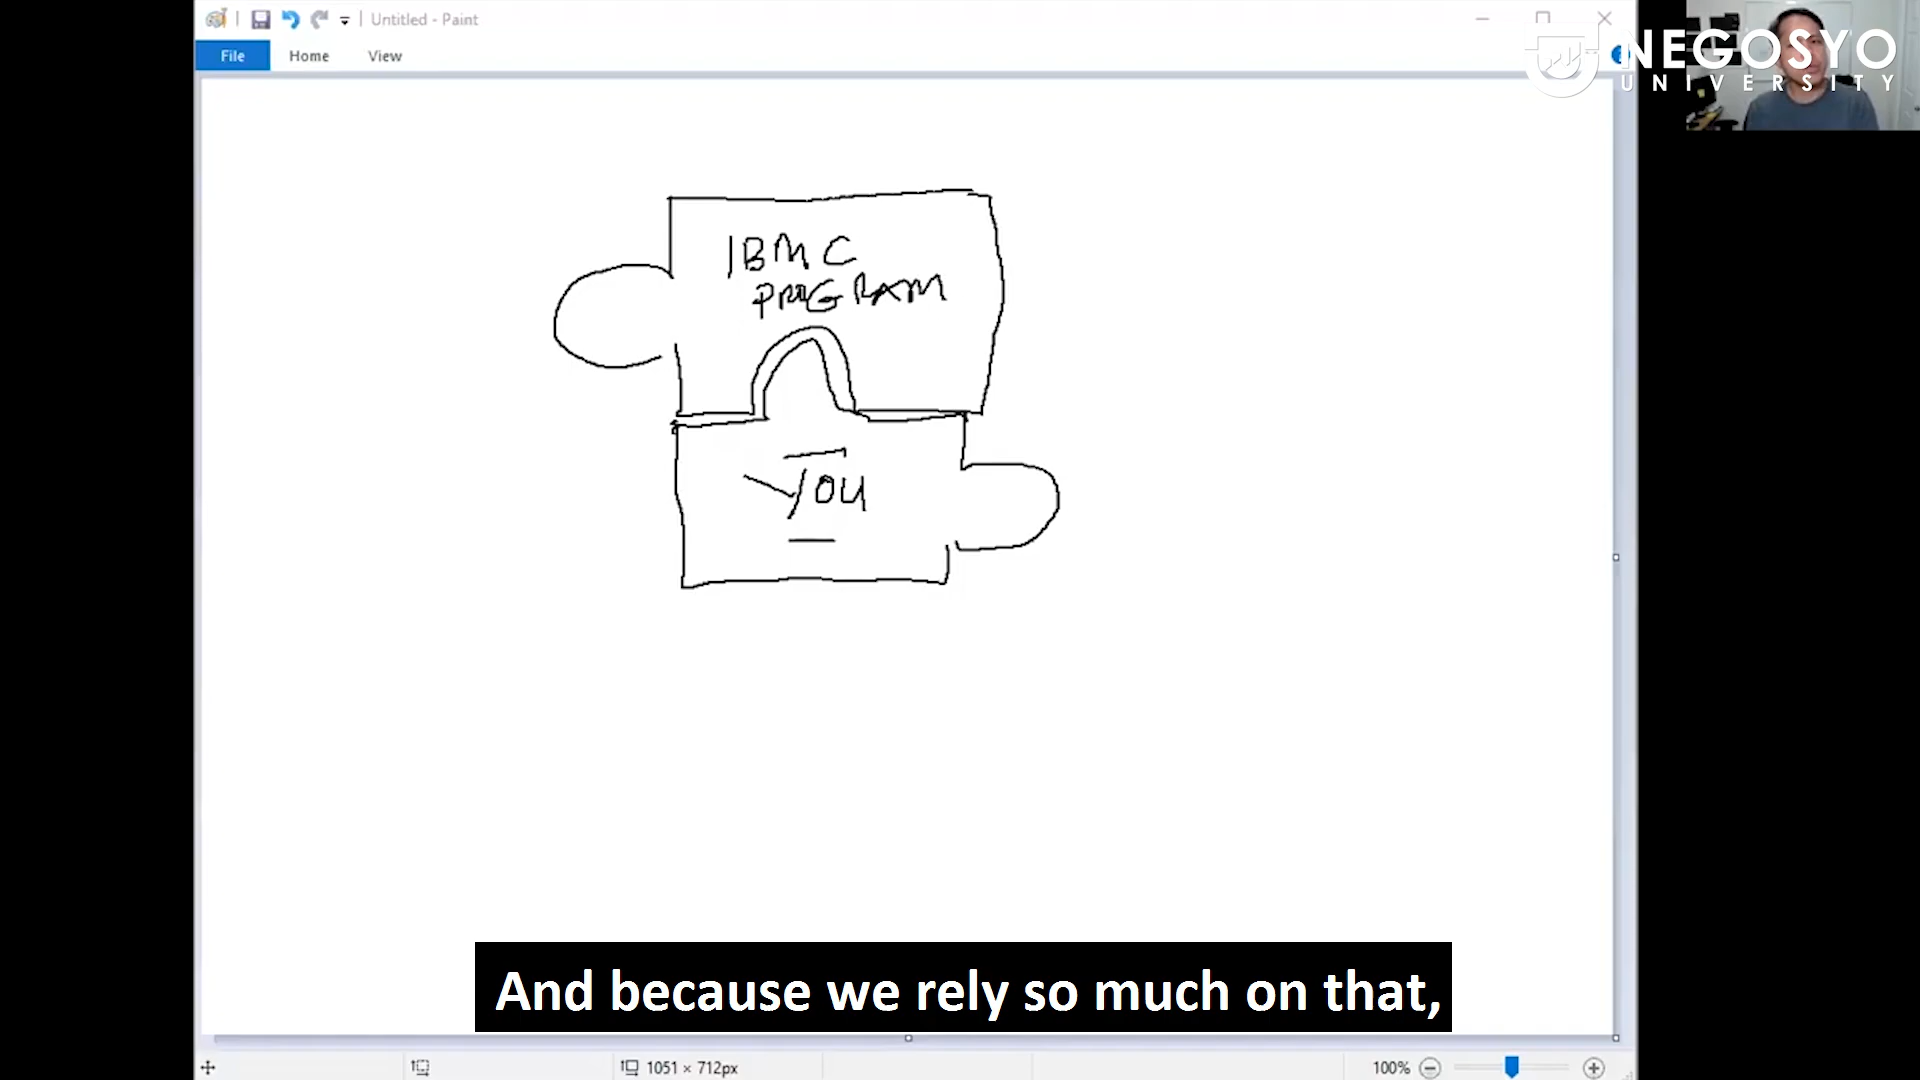 Untitled - Paint
File Home View
NEGOSYO
UNIVERSITY
IBMC
PROGRAM
YOU
And because we rely so much on that,
1051 × 712px
100%